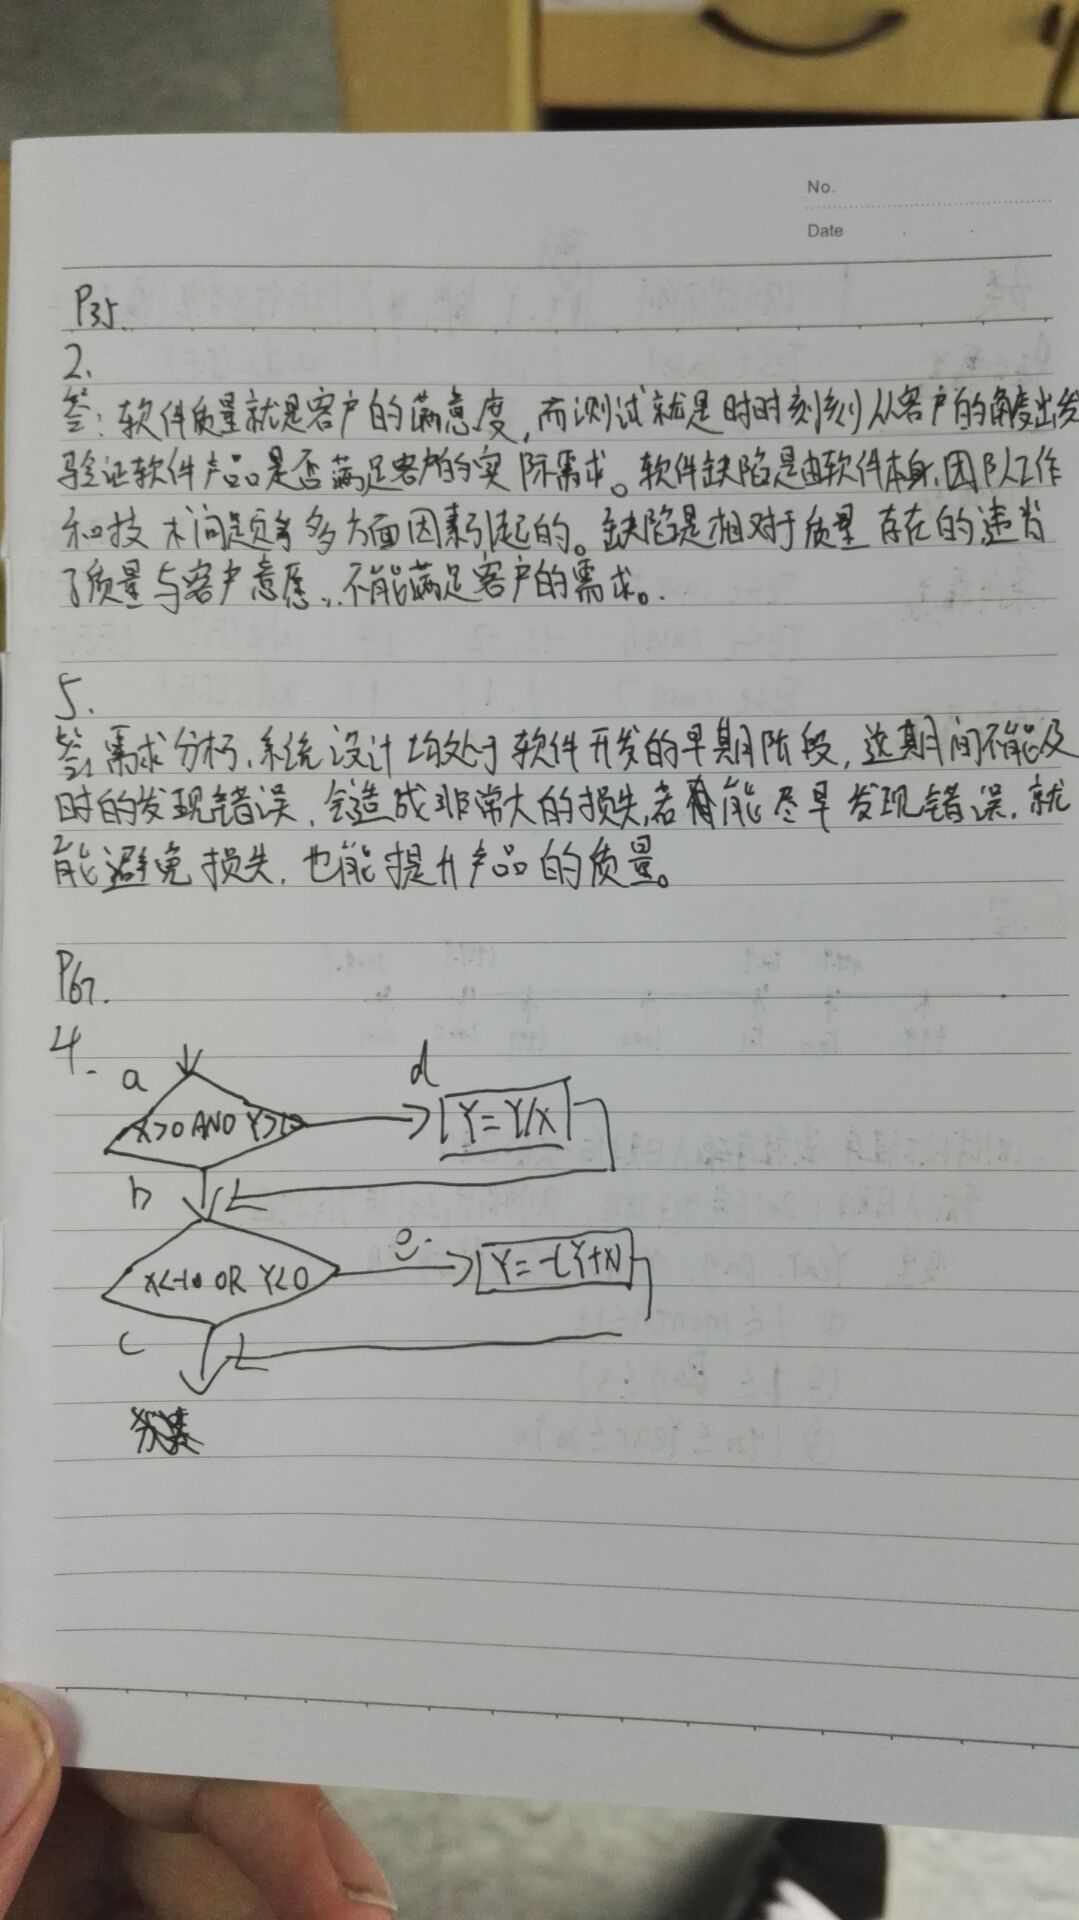 No.
Date
P35.
2.
答：软件质量就是客户的满意度，而测试就是时时刻刻从客户的角度出发
验证软件产品是否满足客户的实际需求。软件缺陷是由软件本身、团队工作
和技术问题等多方面因素引起的。缺陷是相对于质量存在的，违背
了质量与客户意愿，不能满足客户的需求。
5.
答：需求分析、系统设计均处于软件开发的早期阶段，这期间不能及
时的发现错误，会造成非常大的损失，若能尽早发现错误，就
能避免损失，也能提升产品的质量。
P67.
4.
a
d
X>0 AND Y>10
Y=Y/X
b
e.
X<-10 OR Y<0
Y=-(Y+X)
c